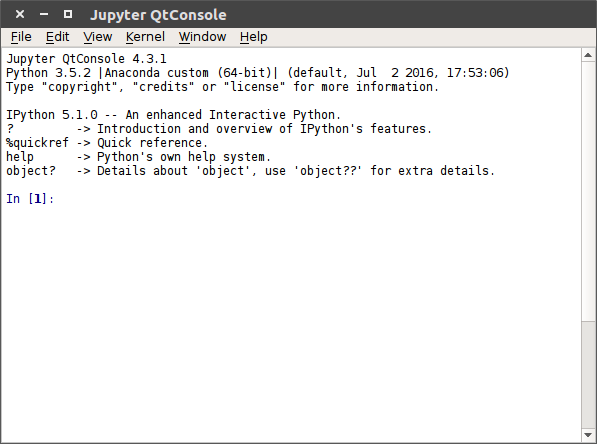 Jupyter QtConsole
File Edit View Kernel Window Help
Jupyter QtConsole 4.3.1
Python 3.5.2 |Anaconda custom (64-bit)| (default, Jul  2 2016, 17:53:06)
Type "copyright", "credits" or "license" for more information.

IPython 5.1.0 -- An enhanced Interactive Python.
?         -> Introduction and overview of IPython's features.
%quickref -> Quick reference.
help      -> Python's own help system.
object?   -> Details about 'object', use 'object??' for extra details.

In [1]: